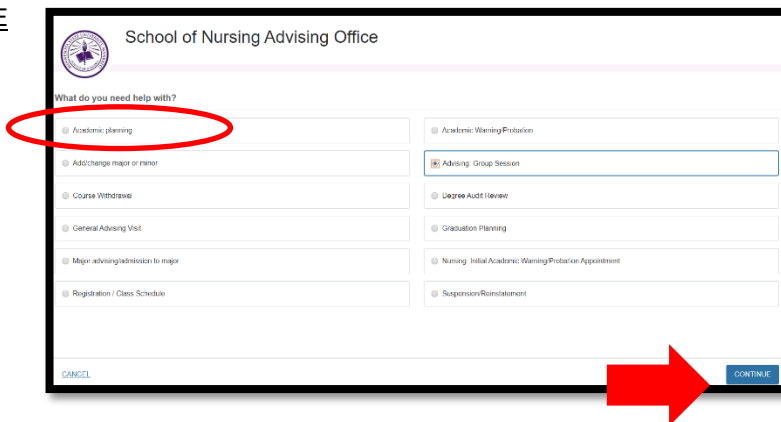 E
School of Nursing Advising Office
What do you need help with?
Academic planning
Academic Warning/Probation
Add/change major or minor
Advising: Group Session
Course Withdrawal
Degree Audit Review
General Advising Visit
Graduation Planning
Major advising/admission to major
Nursing: Initial Academic Warning/Probation Appointment
Registration / Class Schedule
Suspension/Reinstatement
CANCEL
CONTINUE